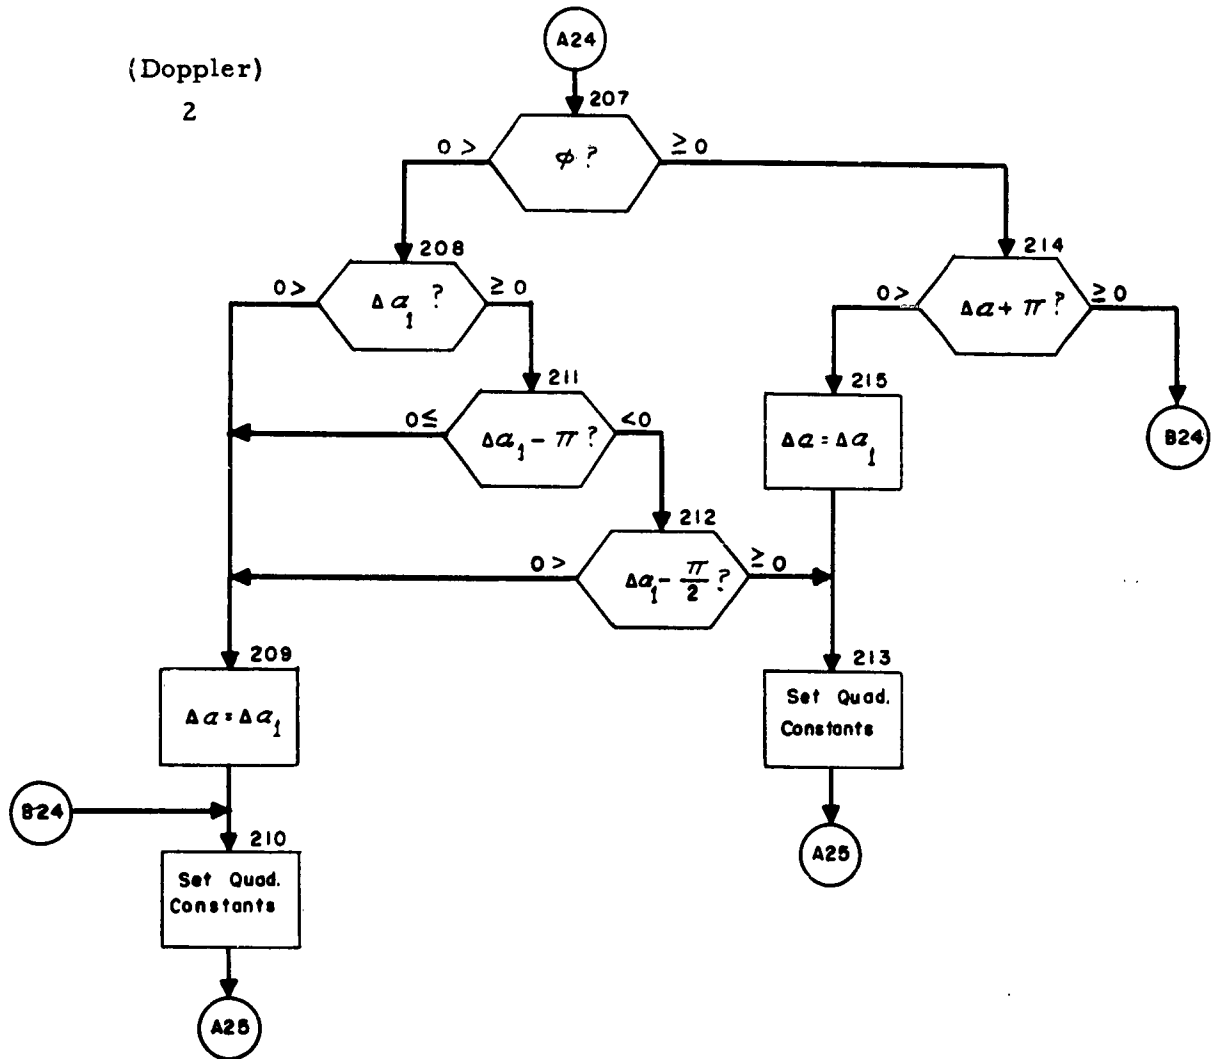 A24
(Doppler)
2
207
0 > φ ? ≥ 0
208
0 > Δα₁ ? ≥ 0
214
0 > Δα + π ? ≥ 0
211
0 ≤ Δα₁ - π ? < 0
215
Δα = Δα₁
B24
212
0 > Δα₁ - π/2 ? ≥ 0
209
Δα = Δα₁
213
Set Quad.
Constants
B24
A25
210
Set Quad.
Constants
A25